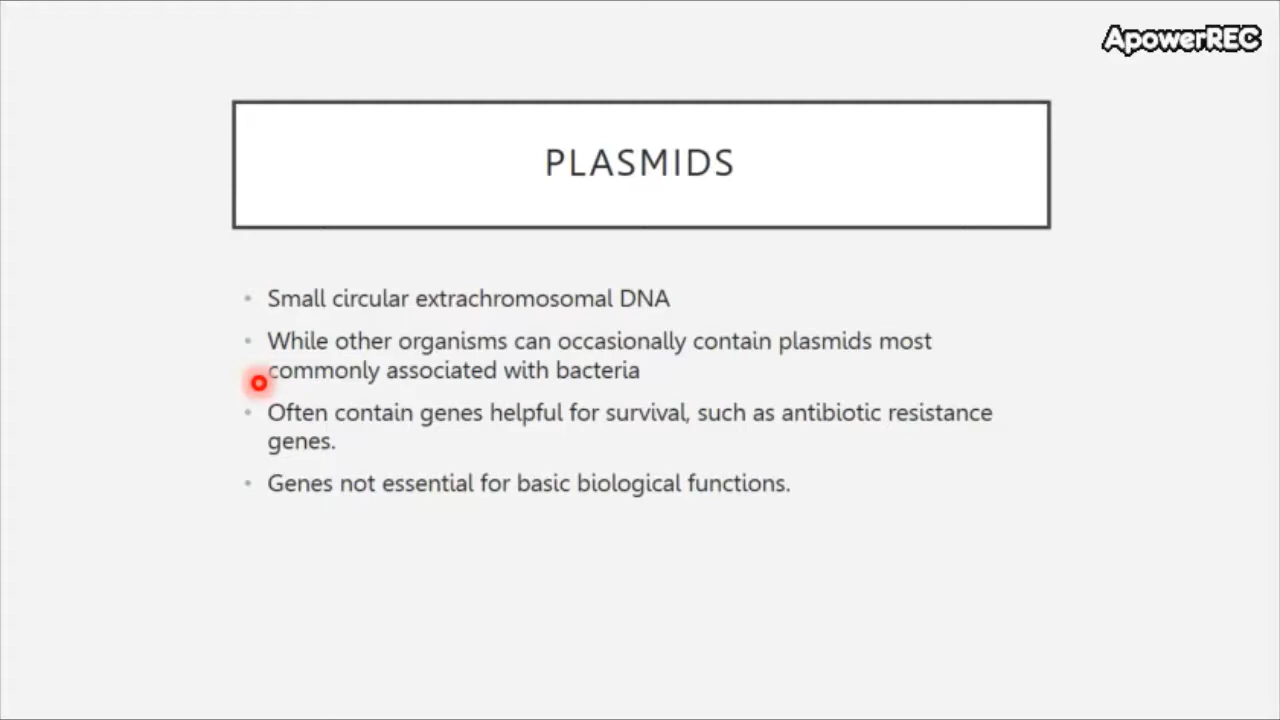 ApowerREC
PLASMIDS
• Small circular extrachromosomal DNA
• While other organisms can occasionally contain plasmids most
commonly associated with bacteria
• Often contain genes helpful for survival, such as antibiotic resistance
genes.
• Genes not essential for basic biological functions.